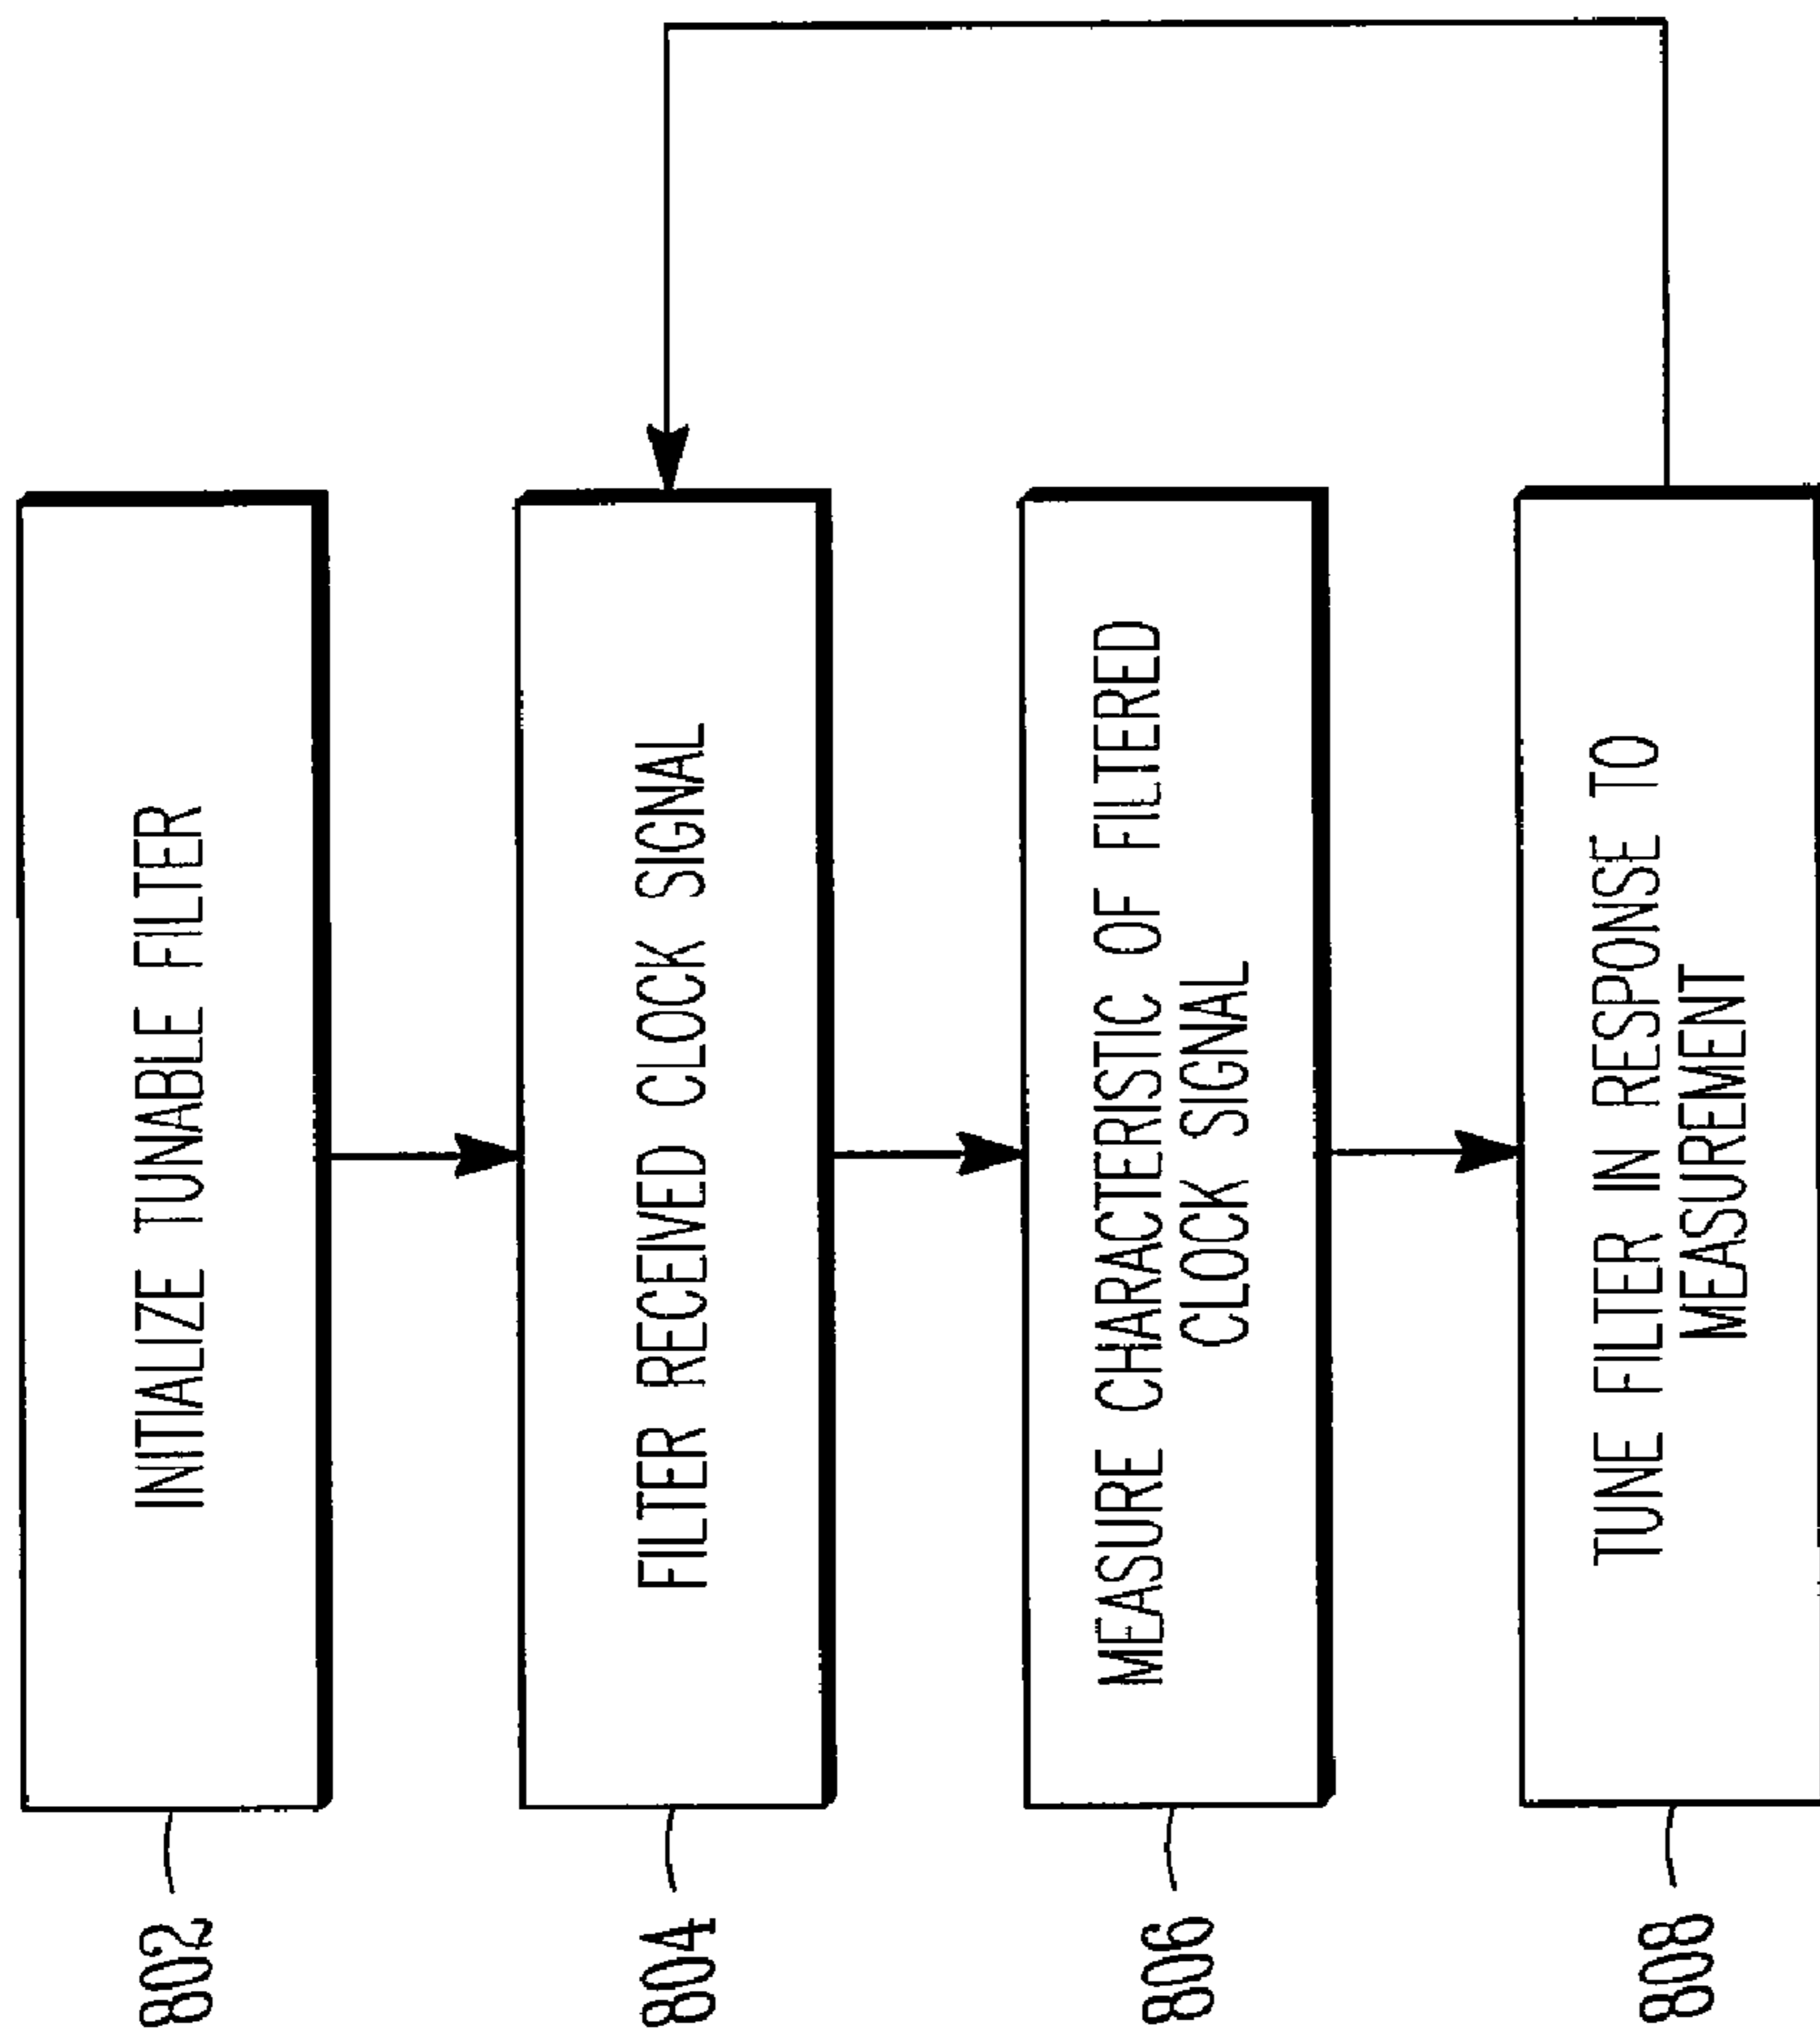 802
INITIALIZE TUNABLE FILTER
804
FILTER RECEIVED CLOCK SIGNAL
806
MEASURE CHARACTERISTIC OF FILTERED
CLOCK SIGNAL
808
TUNE FILTER IN RESPONSE TO
MEASUREMENT